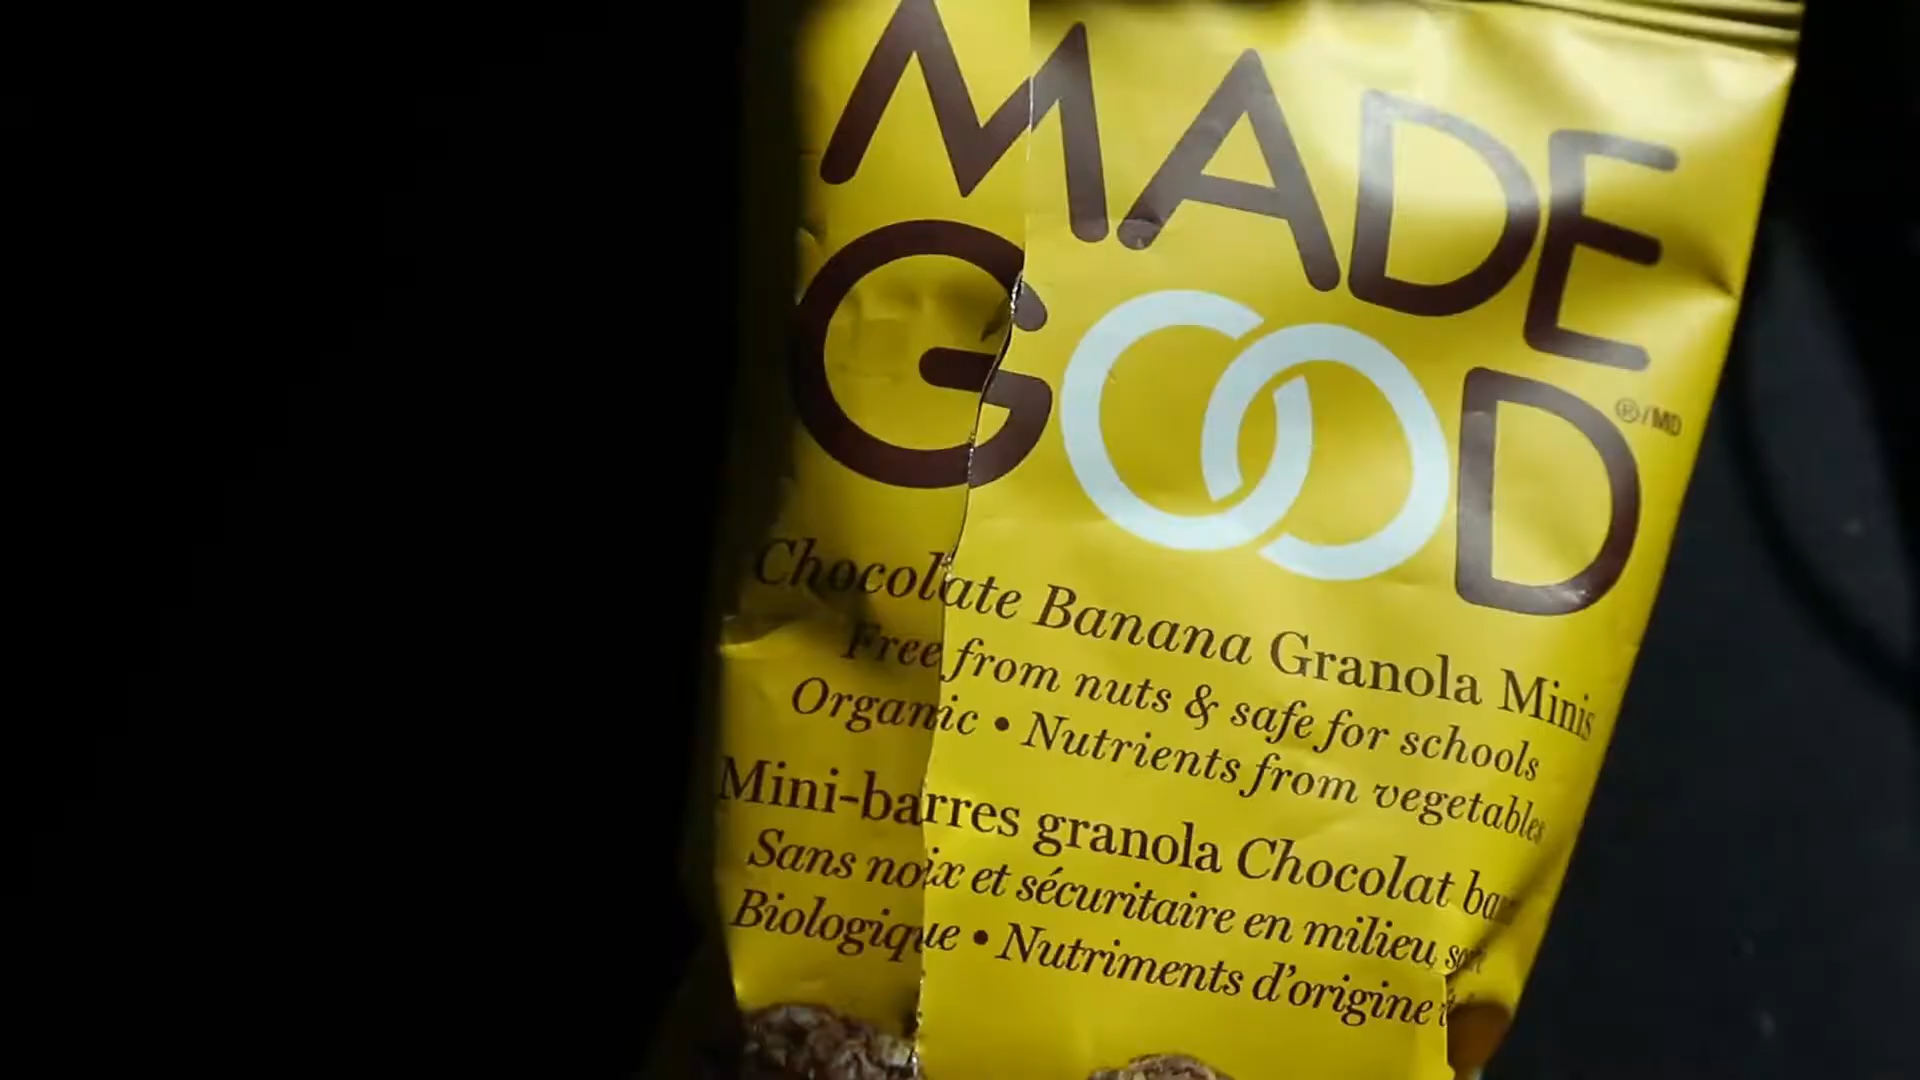 MADE
GOOD
®/MD
Chocolate Banana Granola Minis
Free from nuts & safe for schools
Organic • Nutrients from vegetables
Mini-barres granola Chocolat
Sans noix et sécuritaire en milieu
Biologique • Nutriments d'origine